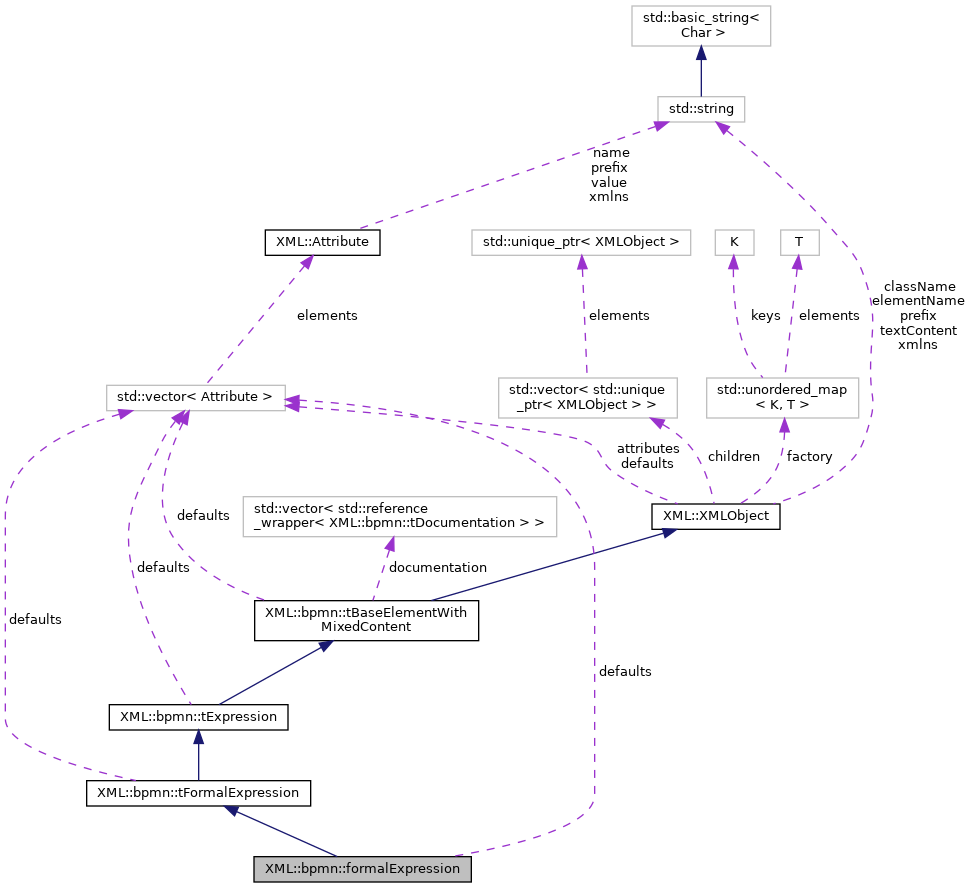 std::basic_string<
Char >
std::string
name
prefix
value
xmlns
XML::Attribute
std::unique_ptr< XMLObject >
K
T
className
elementName
prefix
textContent
xmlns
elements
elements
keys
elements
std::vector< Attribute >
std::vector< std::unique
_ptr< XMLObject > >
std::unordered_map
< K, T >
attributes
defaults
children
factory
std::vector< std::reference
_wrapper< XML::bpmn::tDocumentation > >
defaults
XML::XMLObject
defaults
documentation
XML::bpmn::tBaseElementWith
MixedContent
defaults
defaults
XML::bpmn::tExpression
XML::bpmn::tFormalExpression
XML::bpmn::formalExpression